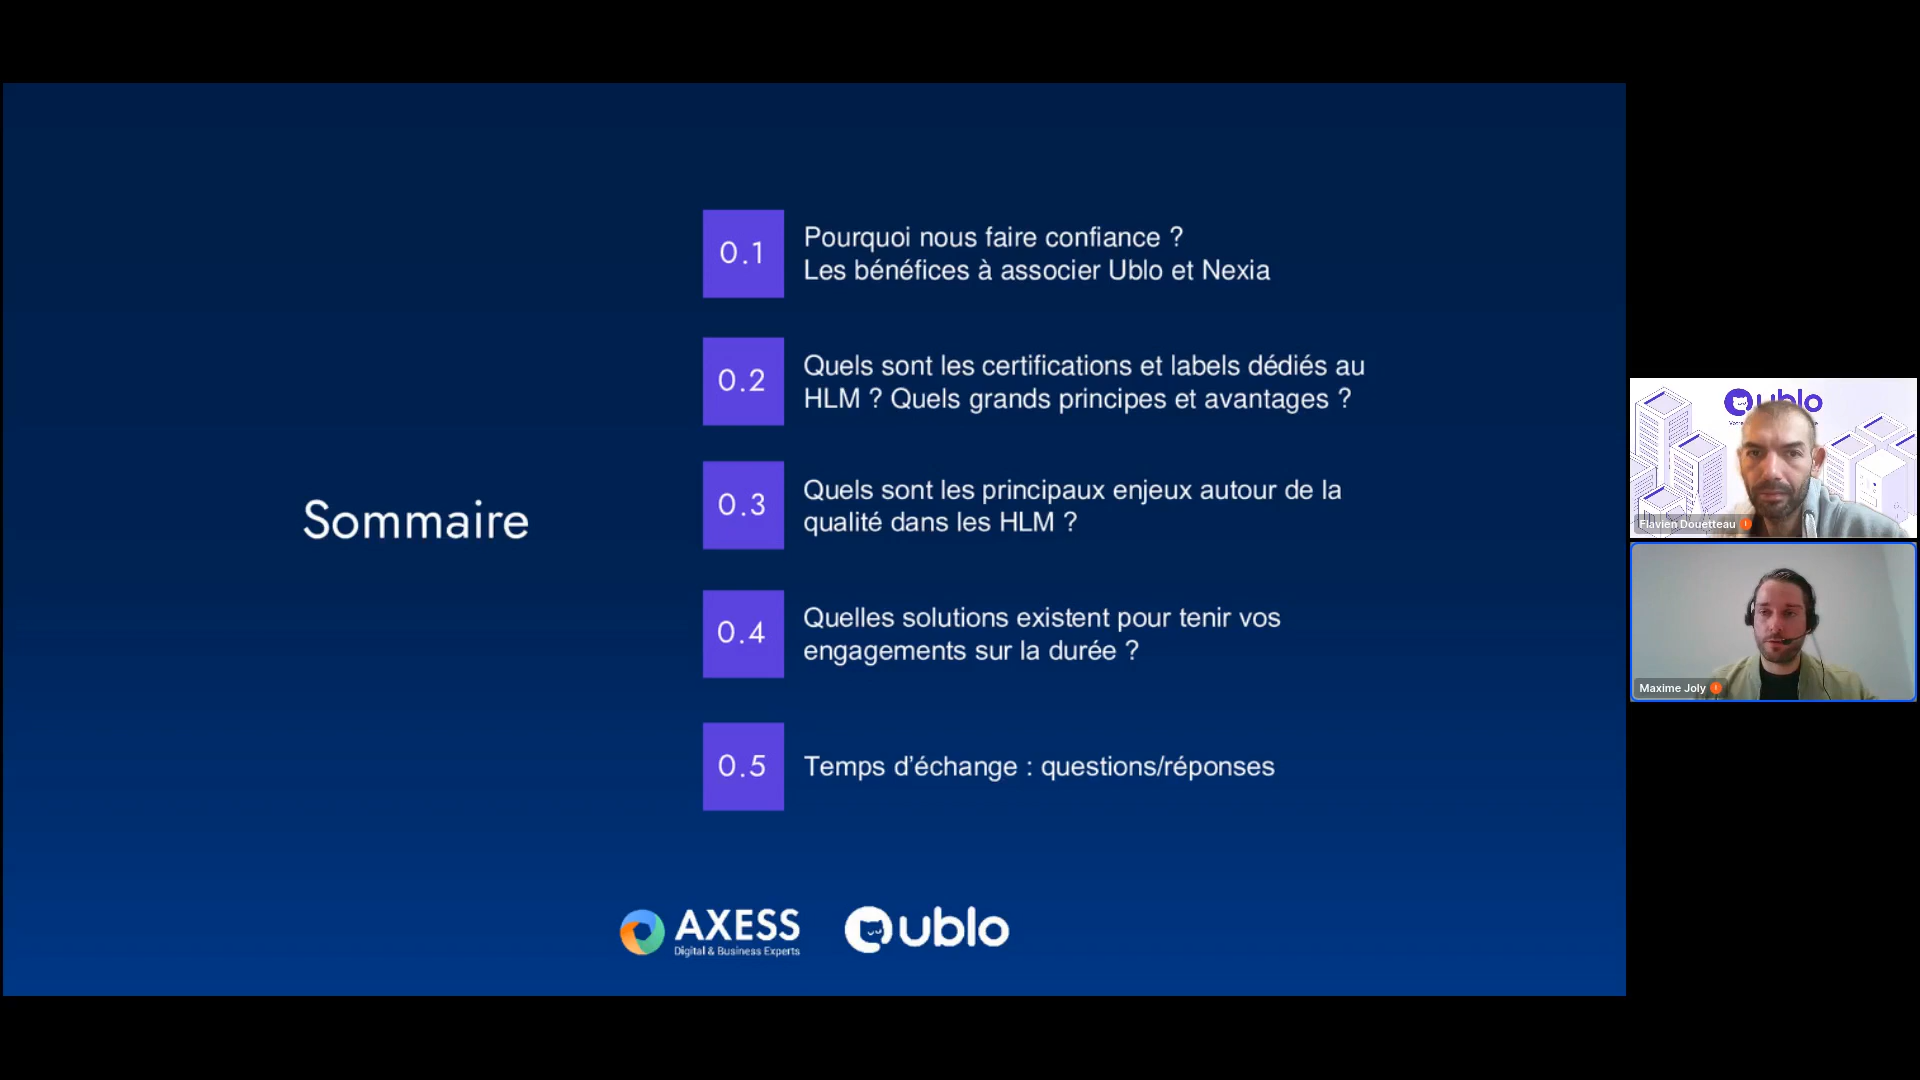 Sommaire
0.1
Pourquoi nous faire confiance ?
Les bénéfices à associer Ublo et Nexia
0.2
Quels sont les certifications et labels dédiés au
HLM ? Quels grands principes et avantages ?
0.3
Quels sont les principaux enjeux autour de la
qualité dans les HLM ?
0.4
Quelles solutions existent pour tenir vos
engagements sur la durée ?
0.5
Temps d’échange : questions/réponses
AXESS
Digital & Business Experts
ublo
ublo
Flavien Douetteau
Maxime Joly